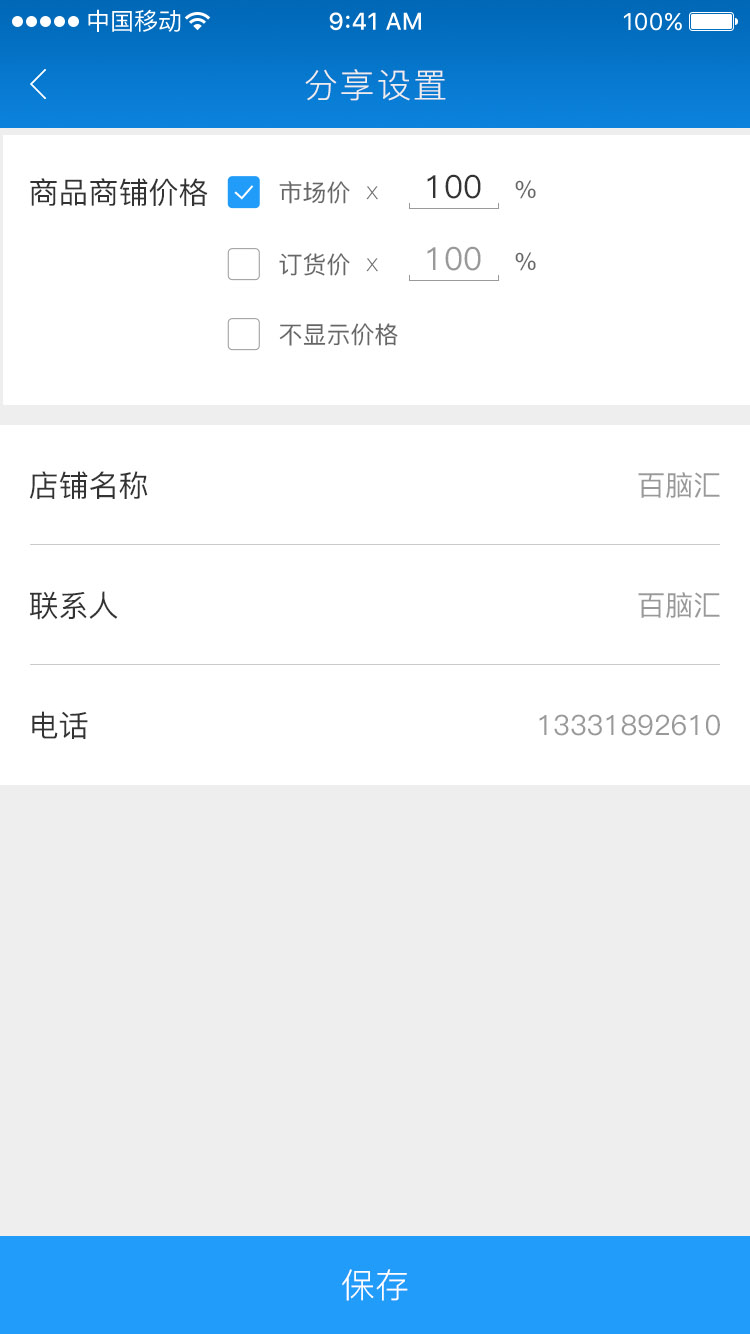 中国移动 9:41 AM 100%
分享设置
商品商铺价格 市场价 x 100 %
订货价 x 100 %
不显示价格
店铺名称 百脑汇
联系人 百脑汇
电话 13331892610
保存